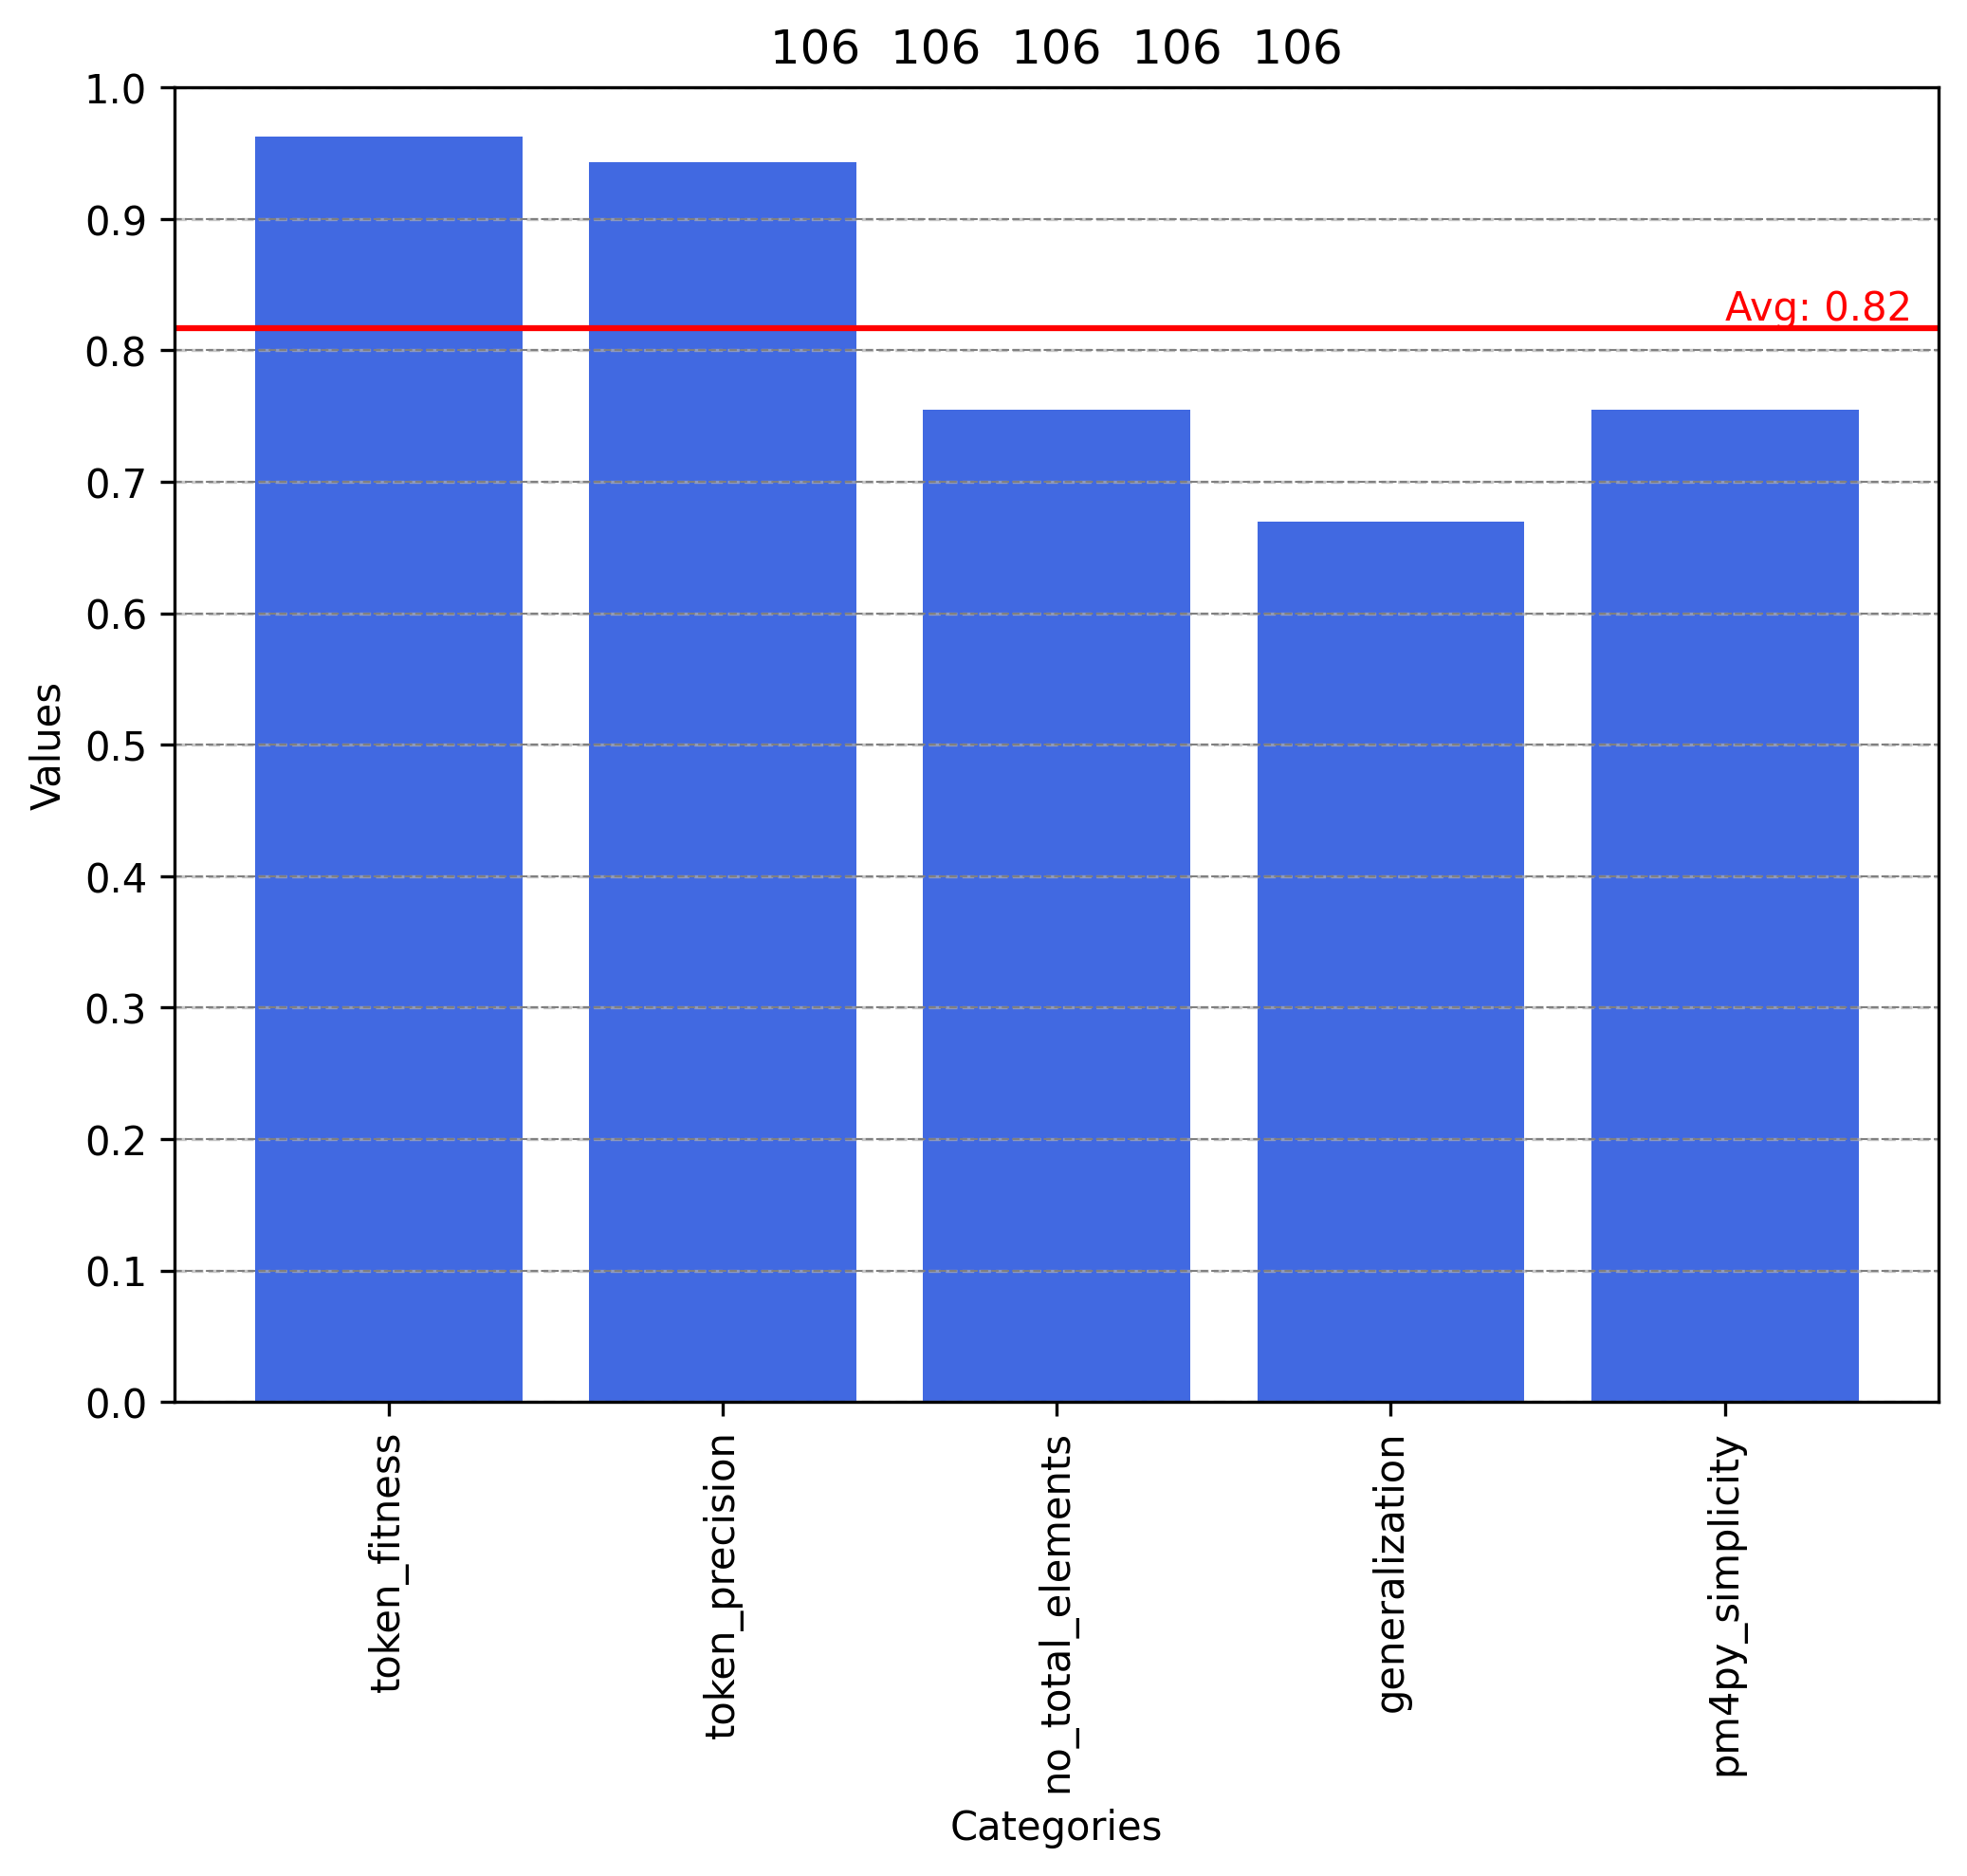 106 106 106 106 106
1.0
0.9
0.8
0.7
0.6
0.5
0.4
0.3
0.2
0.1
0.0
Values
Avg: 0.82
token_fitness
token_precision
no_total_elements
generalization
pm4py_simplicity
Categories